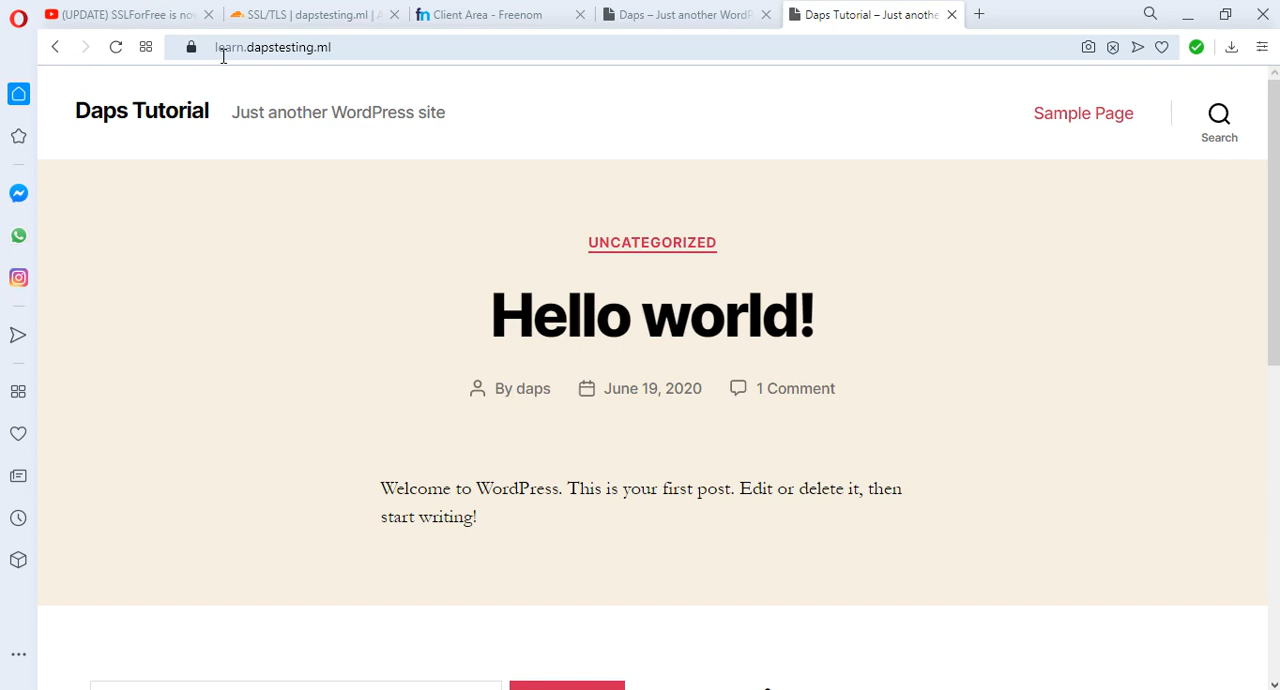 (UPDATE) SSLForFree is no
SSL/TLS | dapstesting.ml |
Client Area - Freenom
Daps – Just another Word
Daps Tutorial – Just anothe
learn.dapstesting.ml
Daps Tutorial
Just another WordPress site
Sample Page
Search
UNCATEGORIZED
Hello world!
By daps
June 19, 2020
1 Comment
Welcome to WordPress. This is your first post. Edit or delete it, then
start writing!